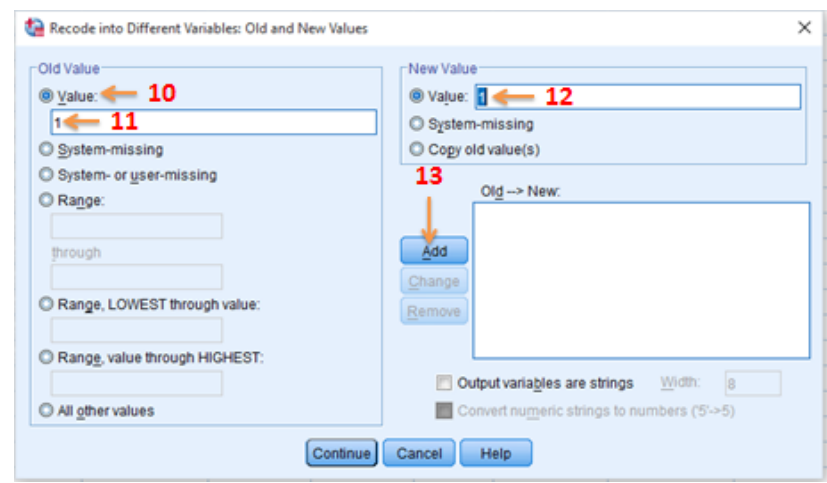 Recode into Different Variables: Old and New Values
Old Value
Value: 10
1 11
System-missing
System- or user-missing
Range:
through
Range, LOWEST through value:
Range, value through HIGHEST:
All other values
New Value
Value: 1 12
System-missing
Copy old value(s)
13
Old --> New:
Add
Change
Remove
Output variables are strings Width: 8
Convert numeric strings to numbers ('5'->5)
Continue Cancel Help